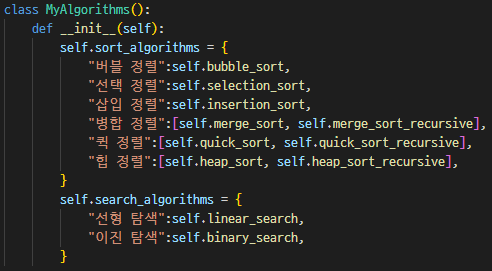 class MyAlgorithms():
    def __init__(self):
        self.sort_algorithms = {
            "버블 정렬":self.bubble_sort,
            "선택 정렬":self.selection_sort,
            "삽입 정렬":self.insertion_sort,
            "병합 정렬":[self.merge_sort, self.merge_sort_recursive],
            "퀵 정렬":[self.quick_sort, self.quick_sort_recursive],
            "힙 정렬":[self.heap_sort, self.heap_sort_recursive],
        }
        self.search_algorithms = {
            "선형 탐색":self.linear_search,
            "이진 탐색":self.binary_search,
        }